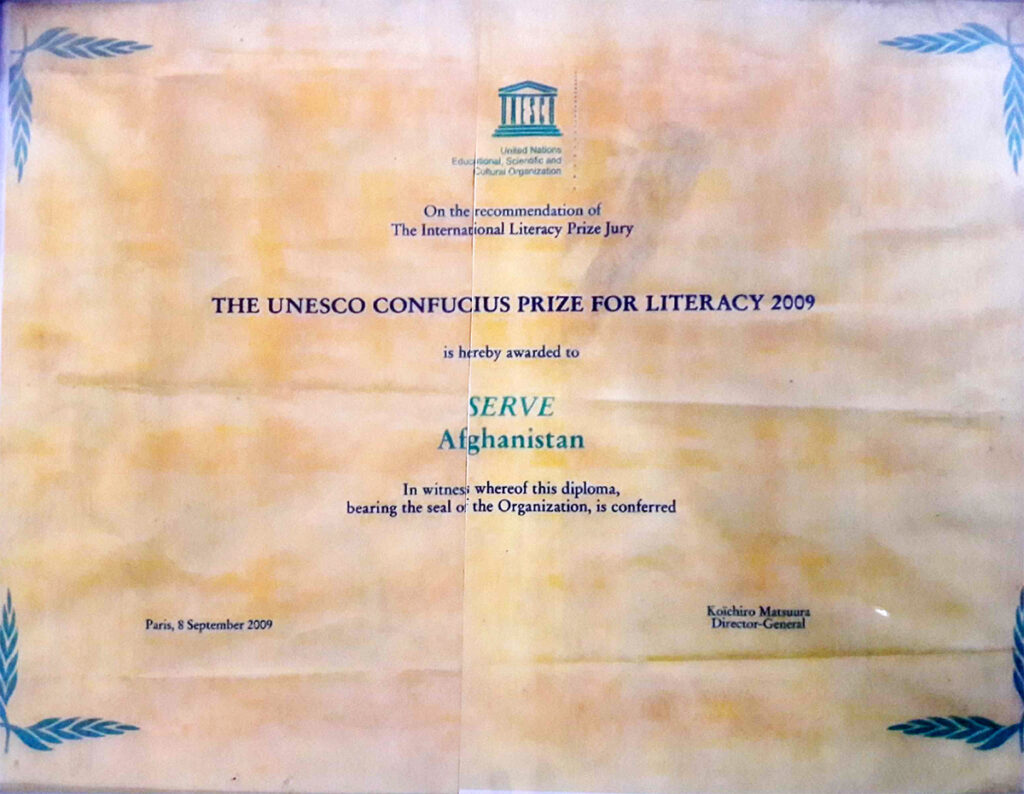 United Nations
Educational, Scientific and
Cultural Organization
On the recommendation of
The International Literacy Prize Jury
THE UNESCO CONFUCIUS PRIZE FOR LITERACY 2009
is hereby awarded to
SERVE
Afghanistan
In witness whereof this diploma,
bearing the seal of the Organization, is conferred
Paris, 8 September 2009
Koïchiro Matsuura
Director-General